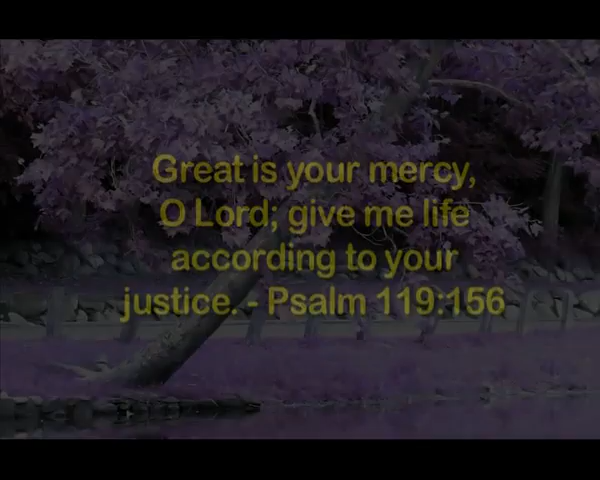 Great is your mercy,
O Lord; give me life
according to your
justice. - Psalm 119:156